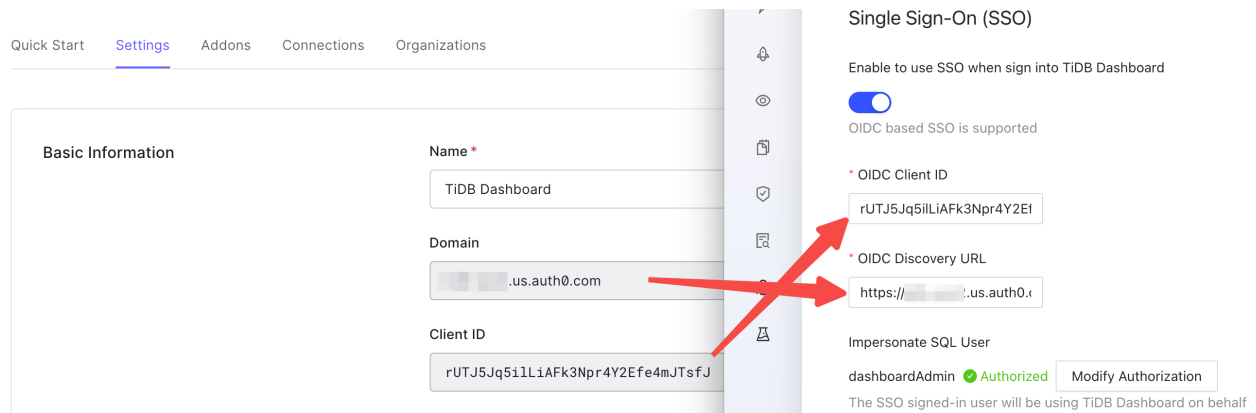 Quick Start Settings Addons Connections Organizations
Basic Information
Name *
TiDB Dashboard
Domain
.us.auth0.com
Client ID
rUTJ5Jq5ilLiAFk3Npr4Y2Efe4mJTsfJ
Single Sign-On (SSO)
Enable to use SSO when sign into TiDB Dashboard
OIDC based SSO is supported
* OIDC Client ID
rUTJ5Jq5ilLiAFk3Npr4Y2Ef
* OIDC Discovery URL
https:// .us.auth0.c
Impersonate SQL User
dashboardAdmin Authorized Modify Authorization
The SSO signed-in user will be using TiDB Dashboard on behalf